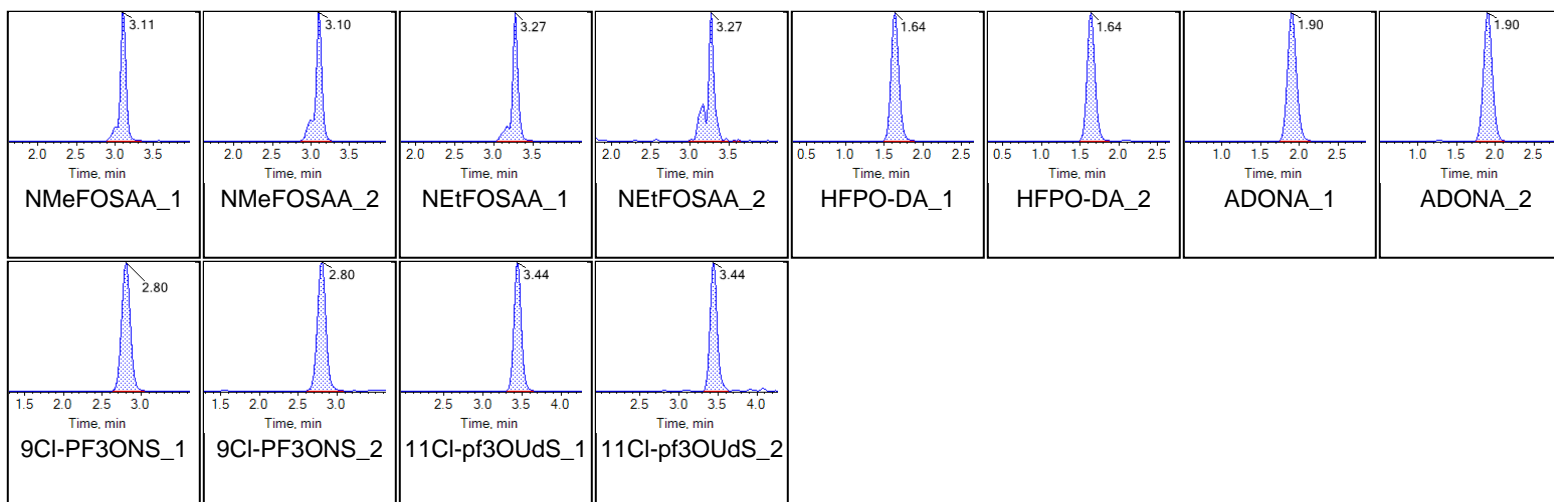 3.11
3.10
3.27
3.27
1.64
1.64
1.90
1.90
2.0 2.5 3.0 3.5
2.0 2.5 3.0 3.5
2.0 2.5 3.0 3.5
2.0 2.5 3.0 3.5
0.5 1.0 1.5 2.0 2.5
0.5 1.0 1.5 2.0 2.5
1.0 1.5 2.0 2.5
1.0 1.5 2.0 2.5
Time, min
Time, min
Time, min
Time, min
Time, min
Time, min
Time, min
Time, min
NMeFOSAA_1
NMeFOSAA_2
NEtFOSAA_1
NEtFOSAA_2
HFPO-DA_1
HFPO-DA_2
ADONA_1
ADONA_2
2.80
2.80
3.44
3.44
1.5 2.0 2.5 3.0
1.5 2.0 2.5 3.0
2.5 3.0 3.5 4.0
2.5 3.0 3.5 4.0
Time, min
Time, min
Time, min
Time, min
9Cl-PF3ONS_1
9Cl-PF3ONS_2
11Cl-pf3OUdS_1
11Cl-pf3OUdS_2